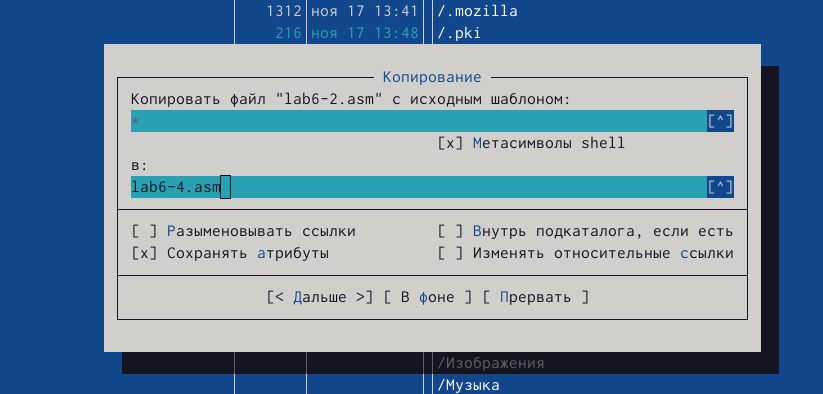 1312 ноя 17 13:41 /.mozilla
216 ноя 17 13:48 /.pki
Копирование
Копировать файл "lab6-2.asm" с исходным шаблоном:
* [^]
[x] Метасимволы shell
в:
lab6-4.asm [^]
[ ] Разыменовывать ссылки [ ] Внутрь подкаталога, если есть
[x] Сохранять атрибуты [ ] Изменять относительные ссылки
[< Дальше >] [ В фоне ] [ Прервать ]
/Изображения
/Музыка